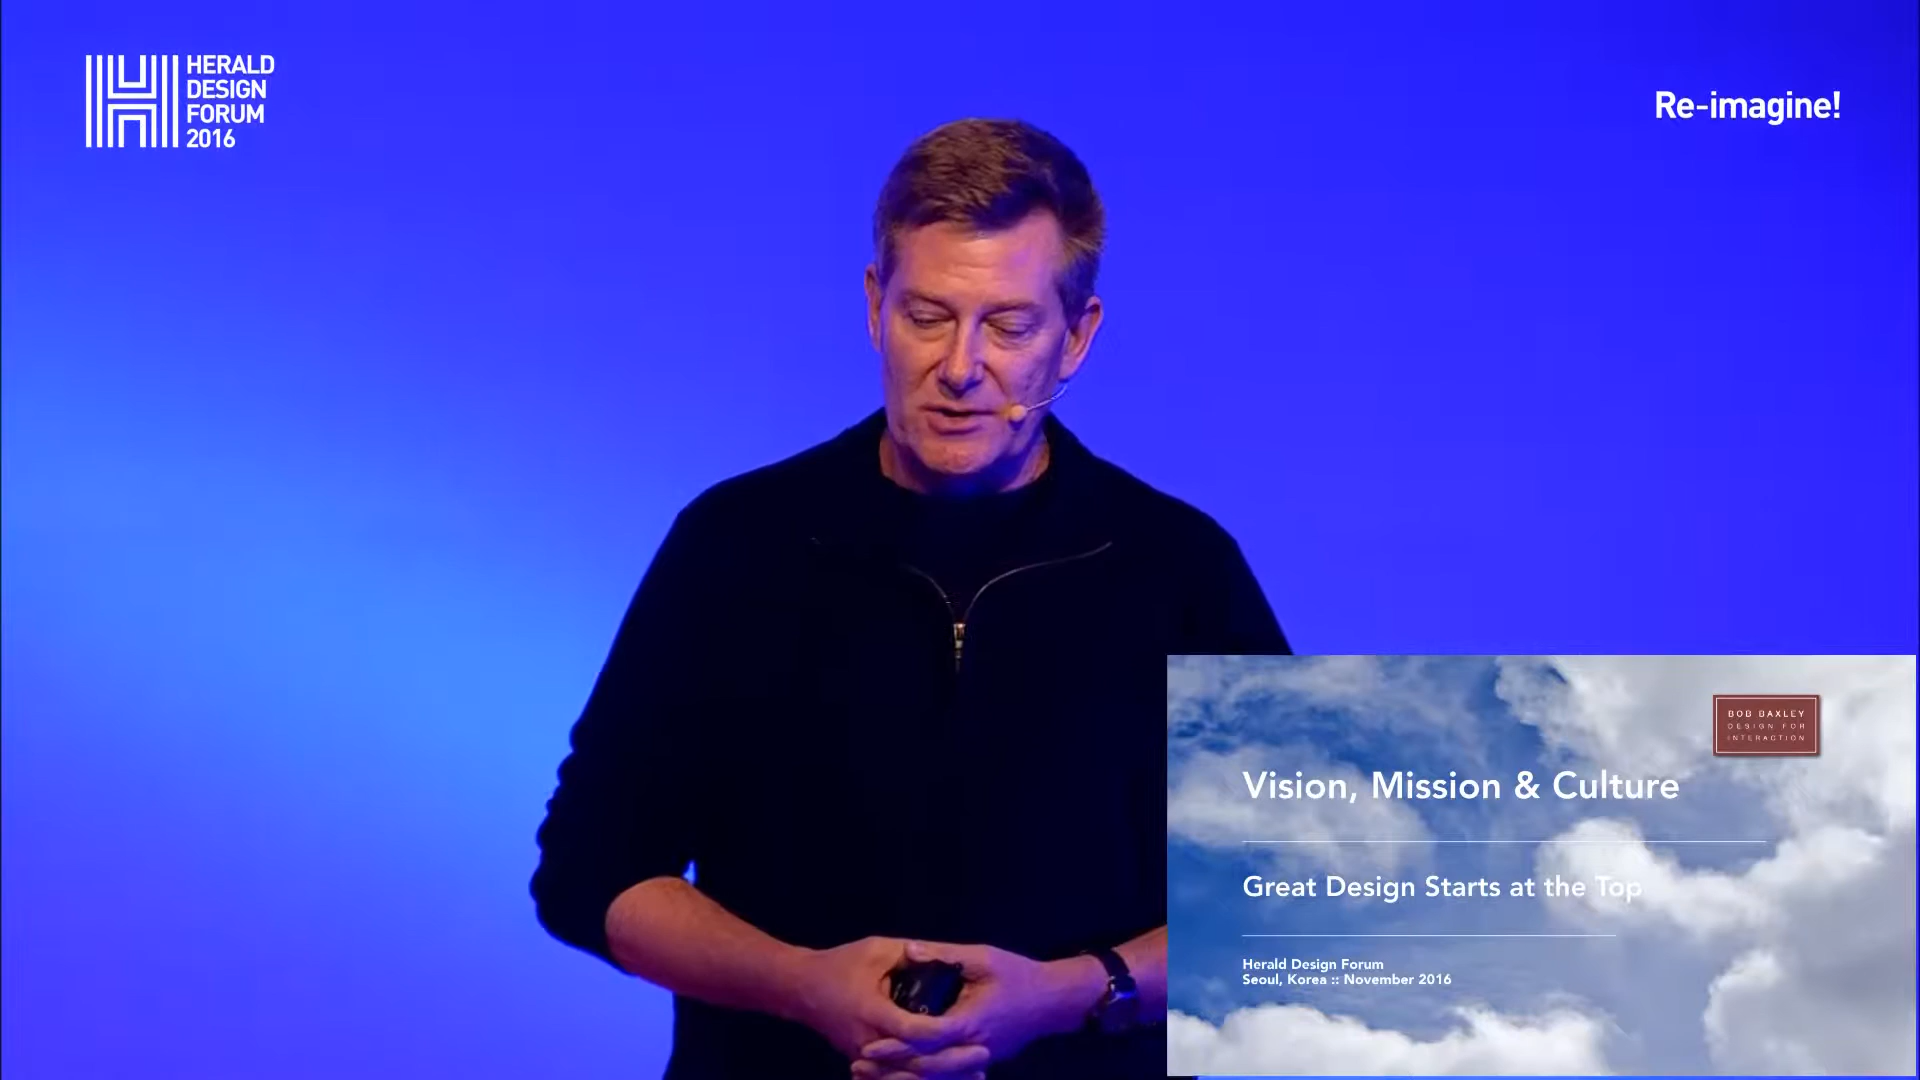 HERALD
DESIGN
FORUM
2016
Re-imagine!
BOB BAXLEY
DESIGN FOR
INTERACTION
Vision, Mission & Culture
Great Design Starts at the Top
Herald Design Forum
Seoul, Korea :: November 2016